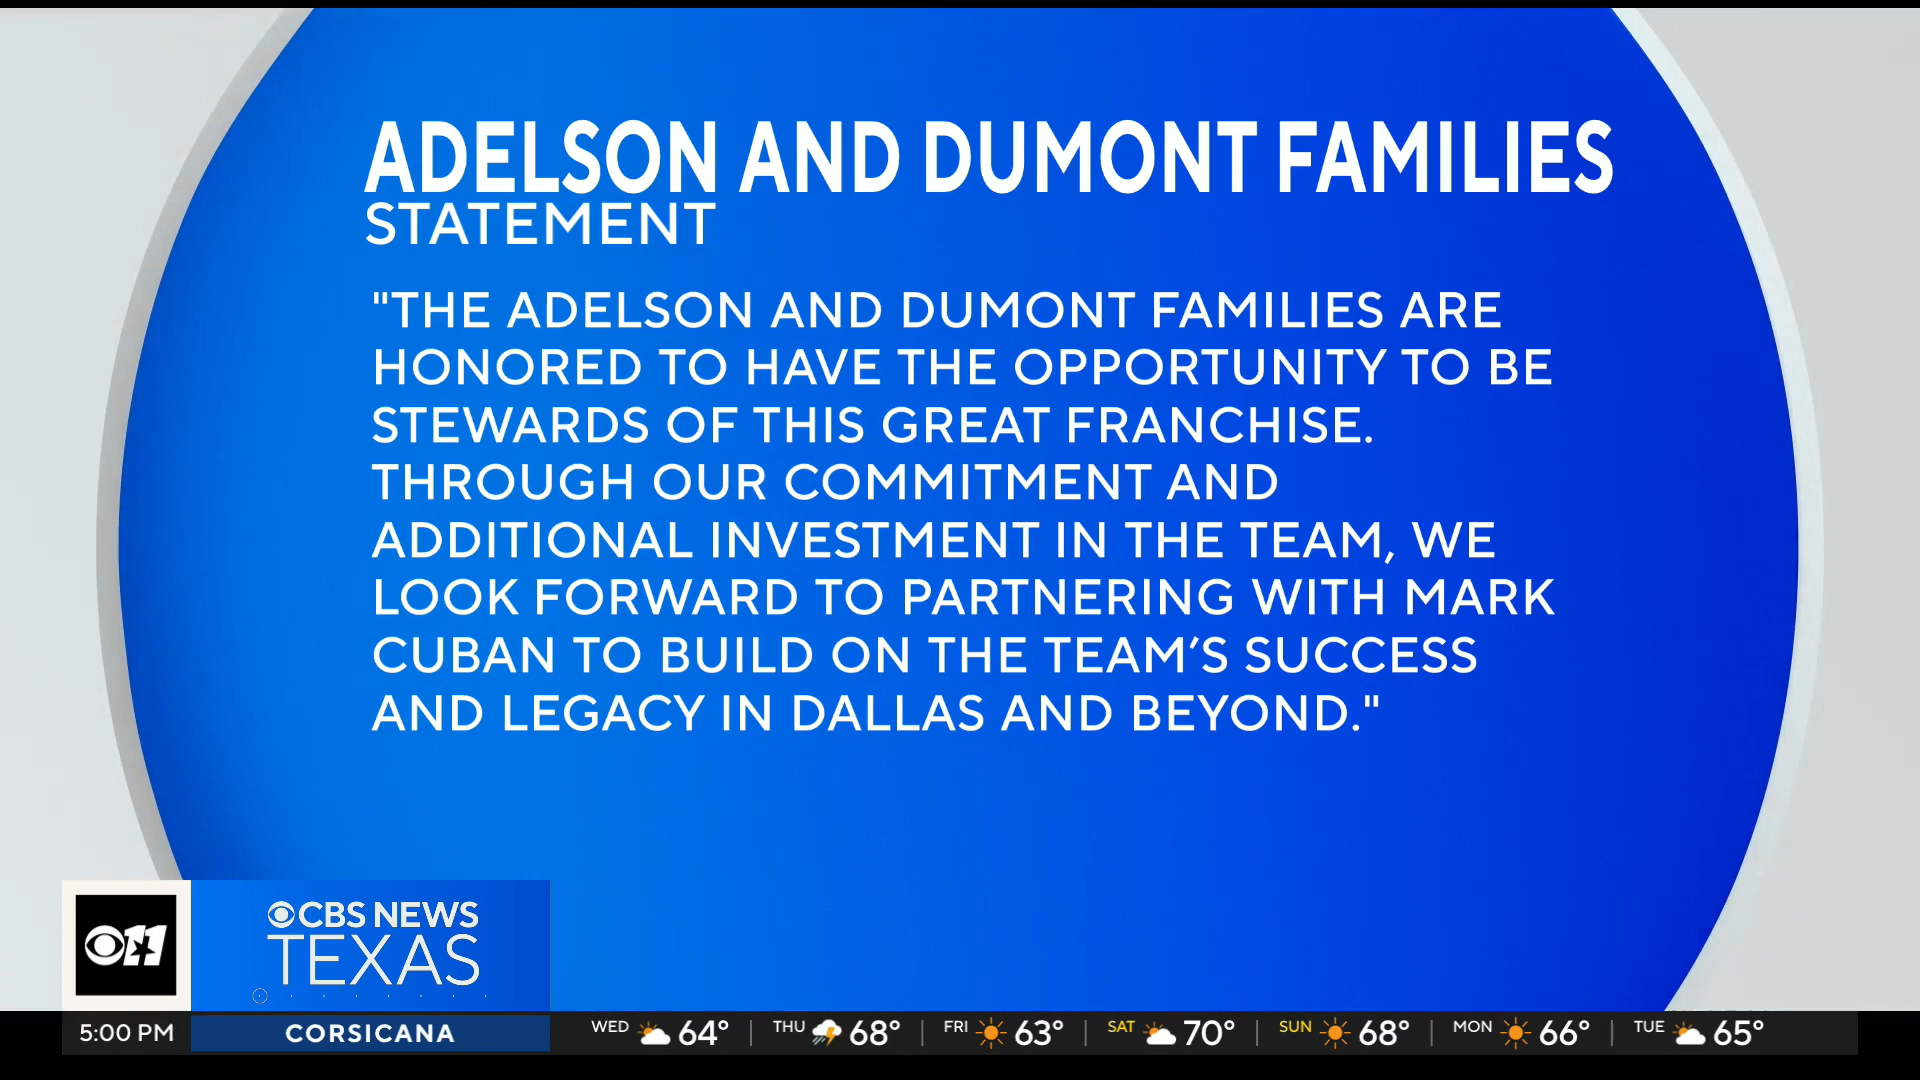 ADELSON AND DUMONT FAMILIES
STATEMENT
"THE ADELSON AND DUMONT FAMILIES ARE
HONORED TO HAVE THE OPPORTUNITY TO BE
STEWARDS OF THIS GREAT FRANCHISE.
THROUGH OUR COMMITMENT AND
ADDITIONAL INVESTMENT IN THE TEAM, WE
LOOK FORWARD TO PARTNERING WITH MARK
CUBAN TO BUILD ON THE TEAM'S SUCCESS
AND LEGACY IN DALLAS AND BEYOND."
11
CBS NEWS
TEXAS
5:00 PM
CORSICANA
WED 64° THU 68° FRI 63° SAT 70° SUN 68° MON 66° TUE 65°